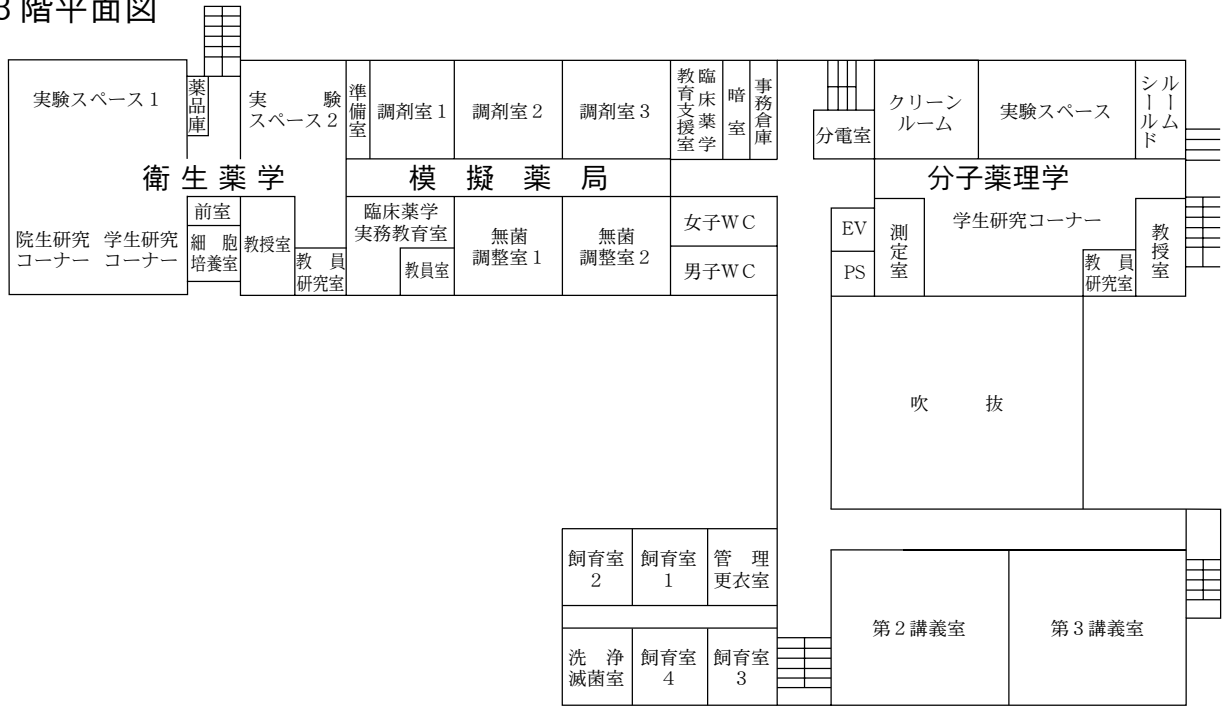 3階平面図
実験スペース1
薬品庫
実　験
スペース2
準備室
調剤室1
調剤室2
調剤室3
臨床薬学
教育支援室
暗室
事務倉庫
分電室
クリーン
ルーム
実験スペース
シールド
ルーム
衛生薬学
模擬薬局
分子薬理学
院生研究
コーナー
学生研究
コーナー
前室
細胞
培養室
教授室
教員
研究室
臨床薬学
実務教育室
教員室
無菌
調整室1
無菌
調整室2
女子WC
男子WC
EV
PS
測定室
学生研究コーナー
教員
研究室
教授室
吹　抜
飼育室
2
飼育室
1
管理
更衣室
洗浄
滅菌室
飼育室
4
飼育室
3
第2講義室
第3講義室